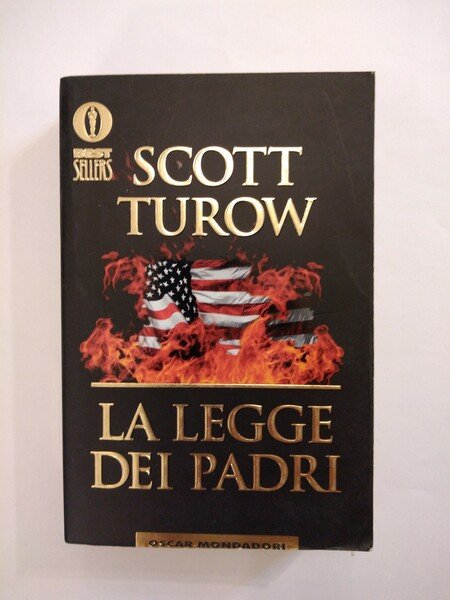 BEST
SELLERS
SCOTT
TUROW
LA LEGGE
DEI PADRI
OSCAR MONDADORI